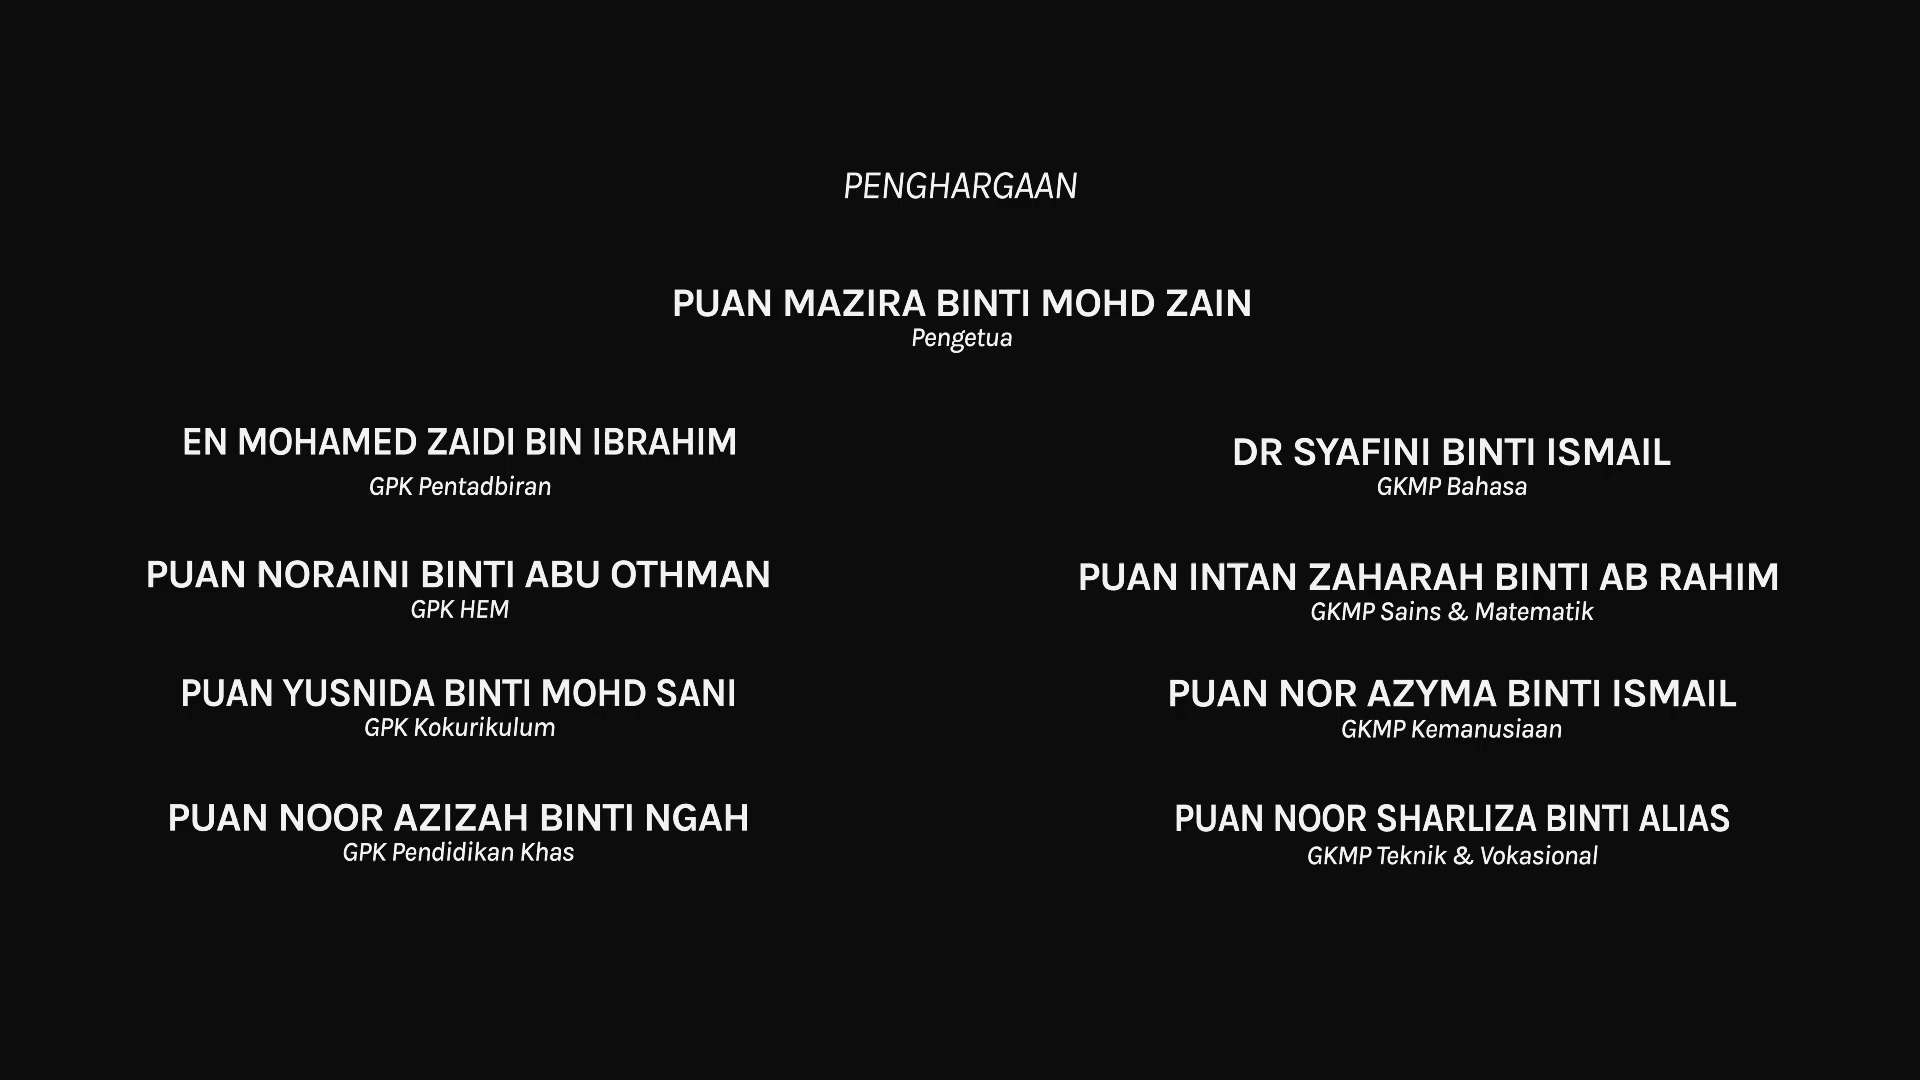 PENGHARGAAN
PUAN MAZIRA BINTI MOHD ZAIN
Pengetua
EN MOHAMED ZAIDI BIN IBRAHIM
GPK Pentadbiran
PUAN NORAINI BINTI ABU OTHMAN
GPK HEM
PUAN YUSNIDA BINTI MOHD SANI
GPK Kokurikulum
PUAN NOOR AZIZAH BINTI NGAH
GPK Pendidikan Khas
DR SYAFINI BINTI ISMAIL
GKMP Bahasa
PUAN INTAN ZAHARAH BINTI AB RAHIM
GKMP Sains & Matematik
PUAN NOR AZYMA BINTI ISMAIL
GKMP Kemanusiaan
PUAN NOOR SHARLIZA BINTI ALIAS
GKMP Teknik & Vokasional